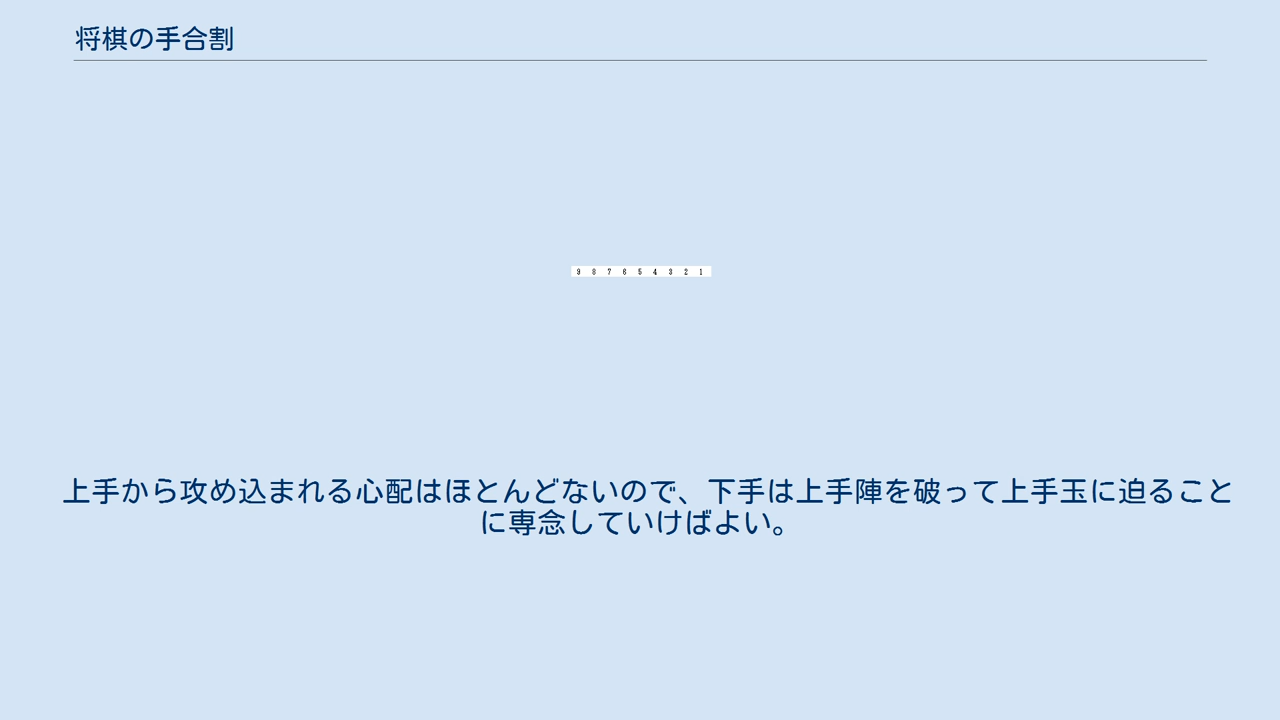 将棋の手合割
9 8 7 6 5 4 3 2 1
上手から攻め込まれる心配はほとんどないので、下手は上手陣を破って上手玉に迫ること
に専念していけばよい。